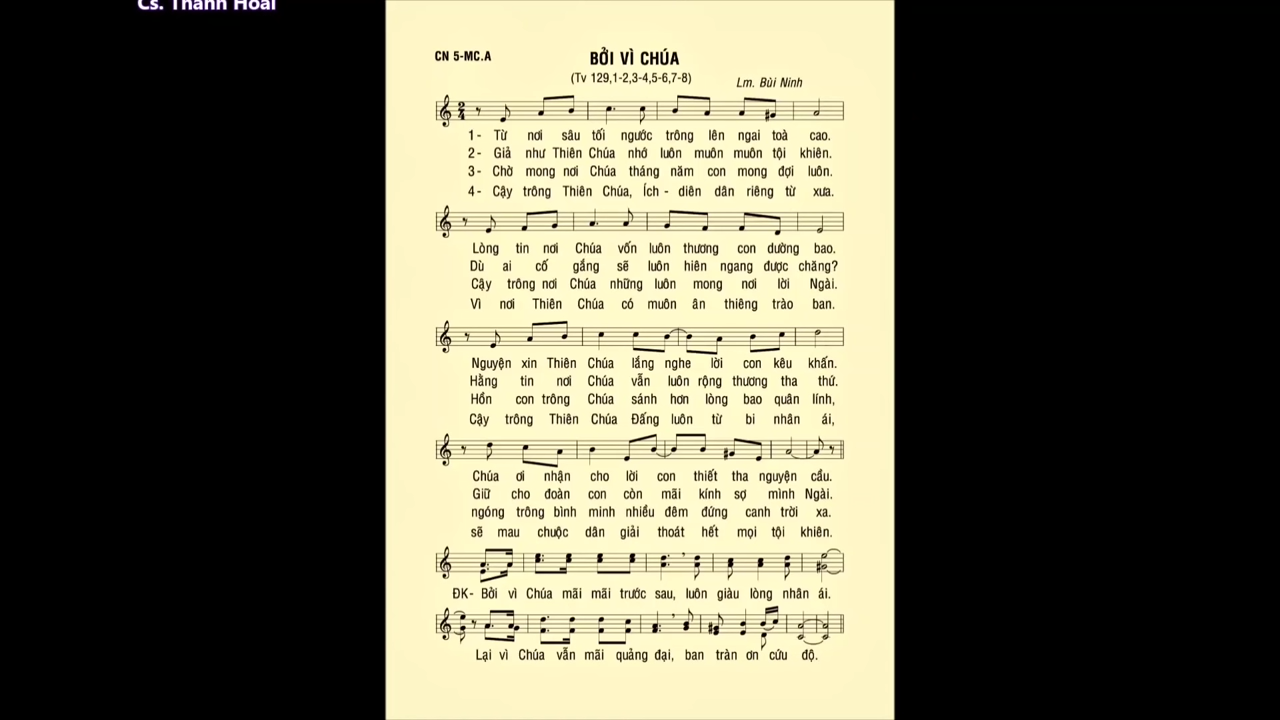 Cs. Thanh Hoài
CN 5-MC.A
BỞI VÌ CHÚA
(Tv 129,1-2,3-4,5-6,7-8)
Lm. Bùi Ninh
1- Từ nơi sâu tối ngước trông lên ngai toà cao.
2- Giả như Thiên Chúa nhớ luôn muôn muôn tội khiên.
3- Chờ mong nơi Chúa tháng năm con mong đợi luôn.
4- Cậy trông Thiên Chúa, Ích - diên dân riêng từ xưa.
Lòng tin nơi Chúa vốn luôn thương con dường bao.
Dù ai cố gắng sẽ luôn hiên ngang được chăng?
Cậy trông nơi Chúa những luôn mong nơi lời Ngài.
Vì nơi Thiên Chúa có muôn ân thiêng trào ban.
Nguyện xin Thiên Chúa lắng nghe lời con kêu khấn.
Hằng tin nơi Chúa vẫn luôn rộng thương tha thứ.
Hồn con trông Chúa sánh hơn lòng bao quân lính,
Cậy trông Thiên Chúa Đấng luôn từ bi nhân ái,
Chúa ơi nhận cho lời con thiết tha nguyện cầu.
Giữ cho đoàn con còn mãi kính sợ mình Ngài.
ngóng trông bình minh nhiều đêm đứng canh trời xa.
sẽ mau chuộc dân giải thoát hết mọi tội khiên.
ĐK- Bởi vì Chúa mãi mãi trước sau, luôn giàu lòng nhân ái.
Lại vì Chúa vẫn mãi quảng đại, ban tràn ơn cứu độ.